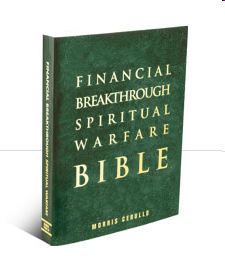 FINANCIAL
BREAKTHROUGH
SPIRITUAL
WARFARE
BIBLE
MORRIS CERULLO
FINANCIAL BREAKTHROUGH SPIRITUAL WARFARE